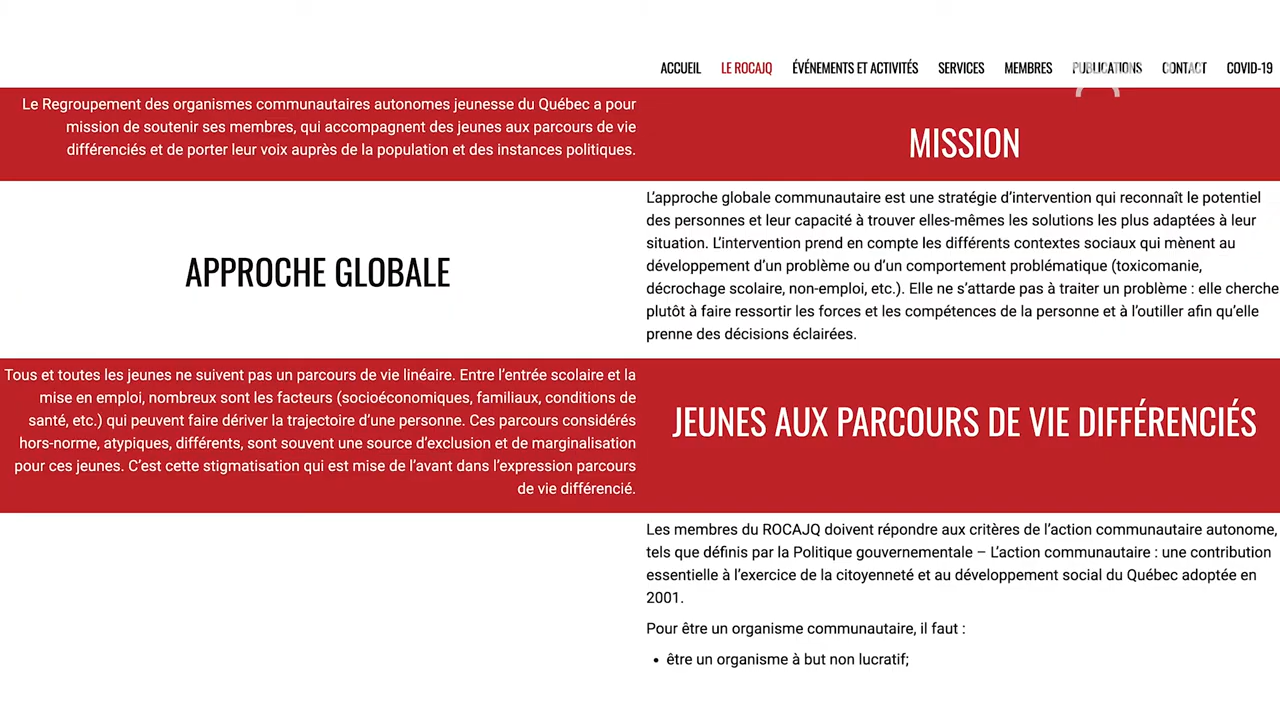 ACCUEIL LE ROCAJQ ÉVÉNEMENTS ET ACTIVITÉS SERVICES MEMBRES PUBLICATIONS CONTACT COVID-19
Le Regroupement des organismes communautaires autonomes jeunesse du Québec a pour
mission de soutenir ses membres, qui accompagnent des jeunes aux parcours de vie
différenciés et de porter leur voix auprès de la population et des instances politiques.
MISSION
APPROCHE GLOBALE
L’approche globale communautaire est une stratégie d’intervention qui reconnaît le potentiel
des personnes et leur capacité à trouver elles-mêmes les solutions les plus adaptées à leur
situation. L’intervention prend en compte les différents contextes sociaux qui mènent au
développement d’un problème ou d’un comportement problématique (toxicomanie,
décrochage scolaire, non-emploi, etc.). Elle ne s’attarde pas à traiter un problème : elle cherche
plutôt à faire ressortir les forces et les compétences de la personne et à l’outiller afin qu’elle
prenne des décisions éclairées.
Tous et toutes les jeunes ne suivent pas un parcours de vie linéaire. Entre l’entrée scolaire et la
mise en emploi, nombreux sont les facteurs (socioéconomiques, familiaux, conditions de
santé, etc.) qui peuvent faire dériver la trajectoire d’une personne. Ces parcours considérés
hors-norme, atypiques, différents, sont souvent une source d’exclusion et de marginalisation
pour ces jeunes. C’est cette stigmatisation qui est mise de l’avant dans l’expression parcours
de vie différencié.
JEUNES AUX PARCOURS DE VIE DIFFÉRENCIÉS
Les membres du ROCAJQ doivent répondre aux critères de l’action communautaire autonome,
tels que définis par la Politique gouvernementale – L’action communautaire : une contribution
essentielle à l’exercice de la citoyenneté et au développement social du Québec adoptée en
2001.
Pour être un organisme communautaire, il faut :
• être un organisme à but non lucratif;